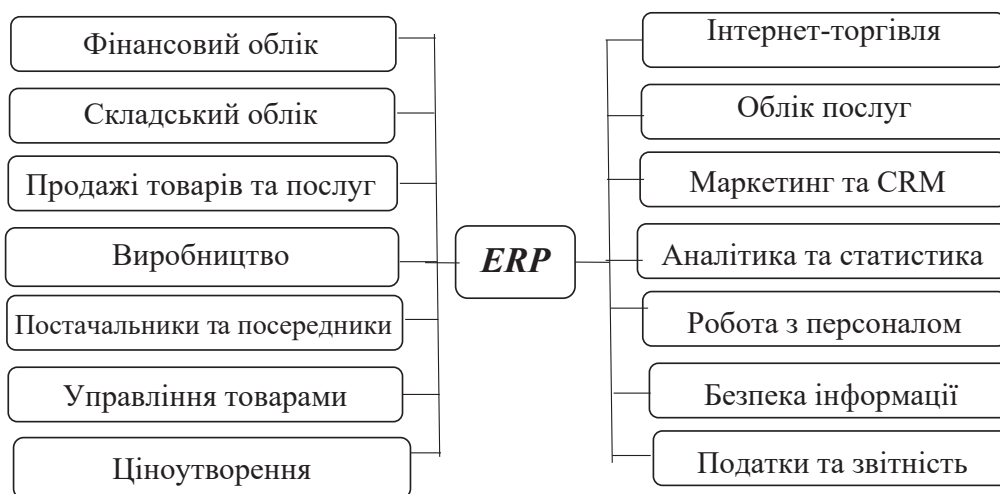 Фінансовий облік
Складський облік
Продажі товарів та послуг
Виробництво
Постачальники та посередники
Управління товарами
Ціноутворення
ERP
Інтернет-торгівля
Облік послуг
Маркетинг та CRM
Аналітика та статистика
Робота з персоналом
Безпека інформації
Податки та звітність